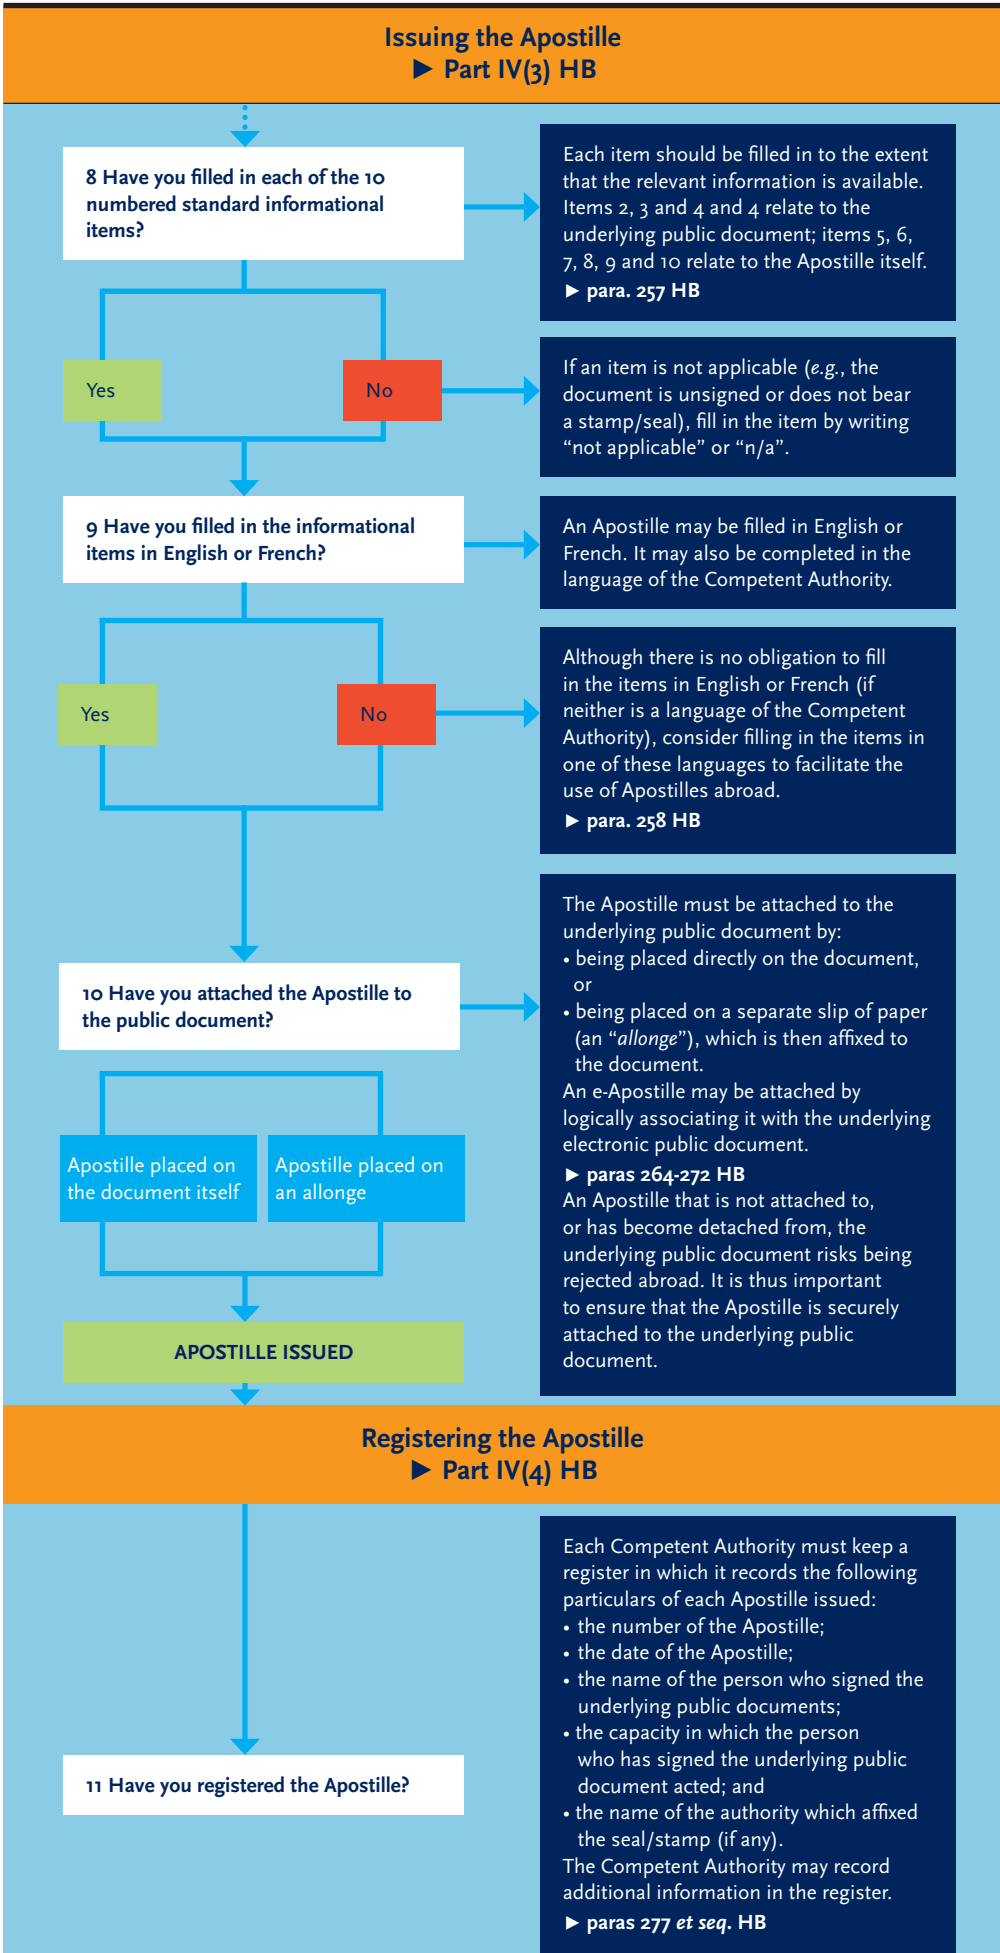 Issuing the Apostille
► Part IV(3) HB
8 Have you filled in each of the 10
numbered standard informational
items?
Each item should be filled in to the extent
that the relevant information is available.
Items 2, 3 and 4 and 4 relate to the
underlying public document; items 5, 6,
7, 8, 9 and 10 relate to the Apostille itself.
► para. 257 HB
Yes
No
If an item is not applicable (e.g., the
document is unsigned or does not bear
a stamp/seal), fill in the item by writing
“not applicable” or “n/a”.
9 Have you filled in the informational
items in English or French?
An Apostille may be filled in English or
French. It may also be completed in the
language of the Competent Authority.
Yes
No
Although there is no obligation to fill
in the items in English or French (if
neither is a language of the Competent
Authority), consider filling in the items in
one of these languages to facilitate the
use of Apostilles abroad.
► para. 258 HB
10 Have you attached the Apostille to
the public document?
The Apostille must be attached to the
underlying public document by:
• being placed directly on the document,
or
• being placed on a separate slip of paper
(an “allonge”), which is then affixed to
the document.
An e-Apostille may be attached by
logically associating it with the underlying
electronic public document.
► paras 264-272 HB
An Apostille that is not attached to,
or has become detached from, the
underlying public document risks being
rejected abroad. It is thus important
to ensure that the Apostille is securely
attached to the underlying public
document.
Apostille placed on
the document itself
Apostille placed on
an allonge
APOSTILLE ISSUED
Registering the Apostille
► Part IV(4) HB
11 Have you registered the Apostille?
Each Competent Authority must keep a
register in which it records the following
particulars of each Apostille issued:
• the number of the Apostille;
• the date of the Apostille;
• the name of the person who signed the
underlying public documents;
• the capacity in which the person
who has signed the underlying public
document acted; and
• the name of the authority which affixed
the seal/stamp (if any).
The Competent Authority may record
additional information in the register.
► paras 277 et seq. HB